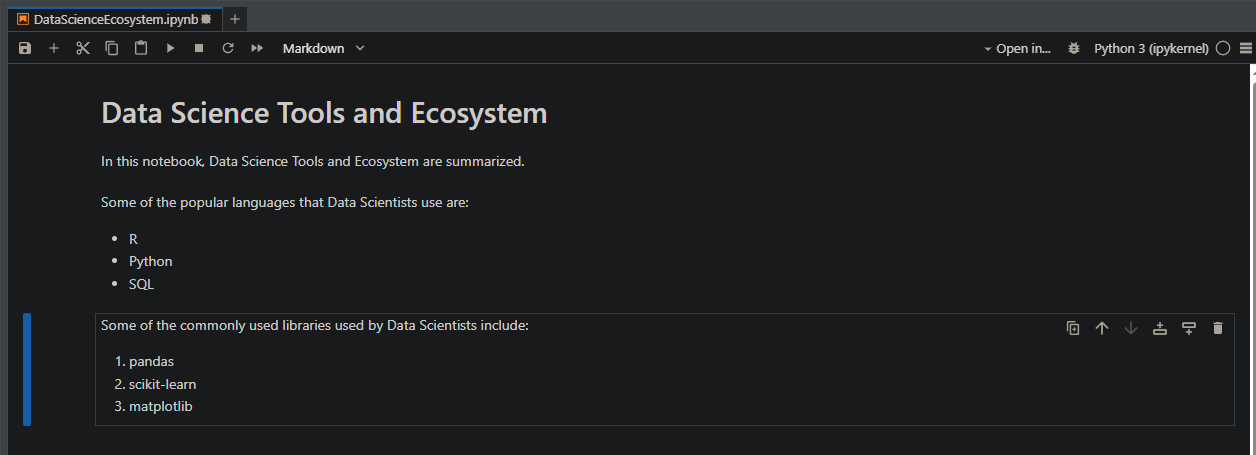 DataScienceEcosystem.ipynb
Markdown
Open in...
Python 3 (ipykernel)
Data Science Tools and Ecosystem
In this notebook, Data Science Tools and Ecosystem are summarized.
Some of the popular languages that Data Scientists use are:
• R
• Python
• SQL
Some of the commonly used libraries used by Data Scientists include:
1. pandas
2. scikit-learn
3. matplotlib